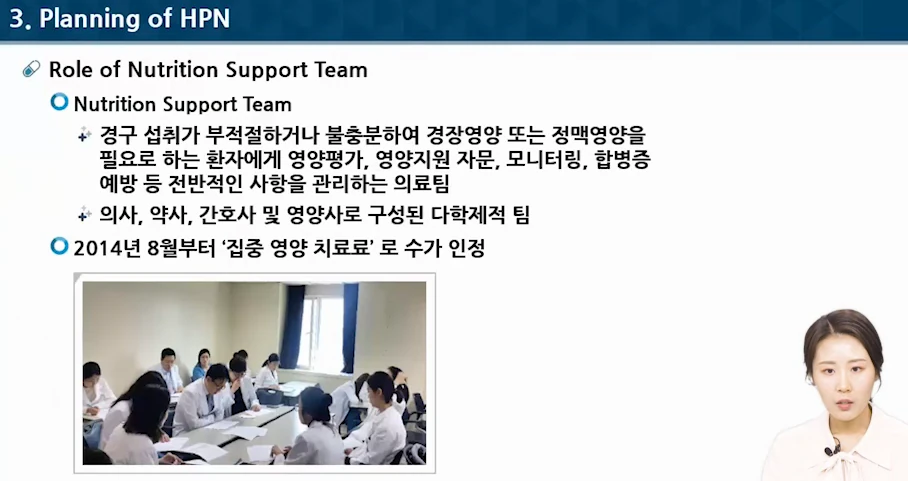 3. Planning of HPN
Role of Nutrition Support Team
Nutrition Support Team
경구 섭취가 부적절하거나 불충분하여 경장영양 또는 정맥영양을
필요로 하는 환자에게 영양평가, 영양지원 자문, 모니터링, 합병증
예방 등 전반적인 사항을 관리하는 의료팀
의사, 약사, 간호사 및 영양사로 구성된 다학제적 팀
2014년 8월부터 ‘집중 영양 치료료’ 로 수가 인정